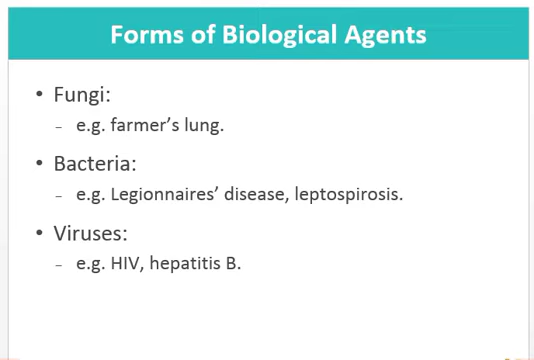 Forms of Biological Agents
• Fungi:
– e.g. farmer's lung.
• Bacteria:
– e.g. Legionnaires' disease, leptospirosis.
• Viruses:
– e.g. HIV, hepatitis B.